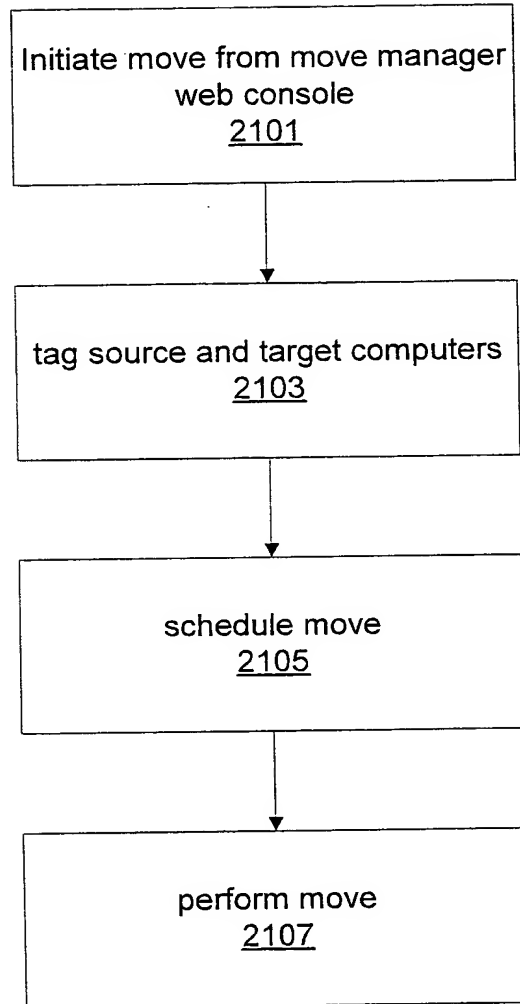 Initiate move from move manager
web console
2101
tag source and target computers
2103
schedule move
2105
perform move
2107